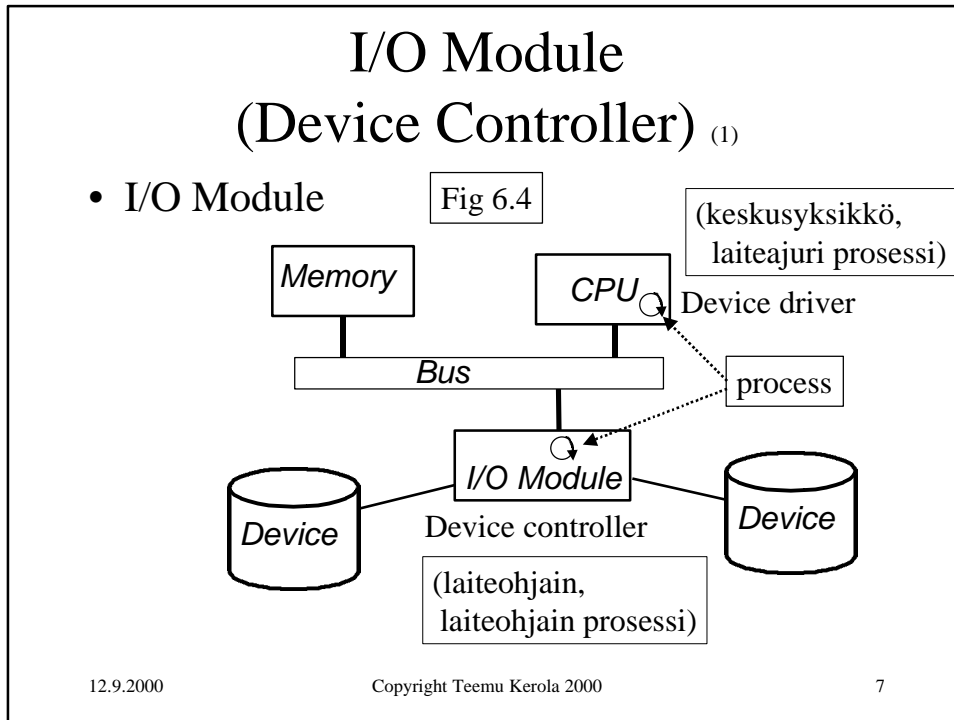 I/O Module
(Device Controller) (1)
• I/O Module
Fig 6.4
(keskusyksikkö,
laiteajuri prosessi)
Memory
CPU
Device driver
Bus
process
I/O Module
Device
Device
Device controller
(laiteohjain,
laiteohjain prosessi)
12.9.2000
Copyright Teemu Kerola 2000
7